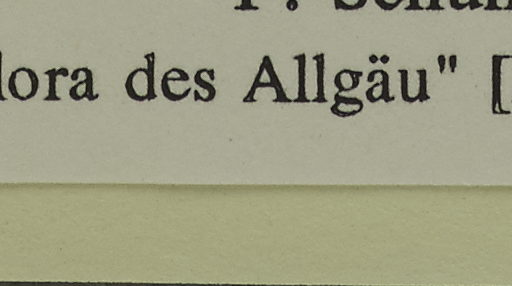 lora des Allgäu" [